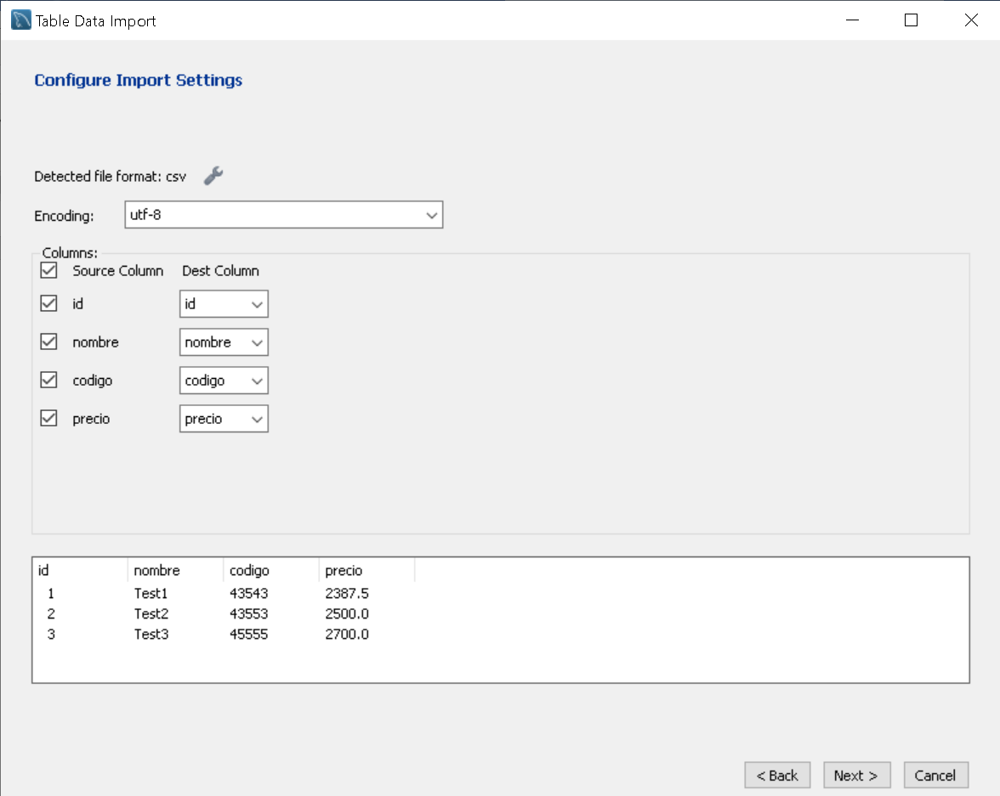 Table Data Import
Configure Import Settings
Detected file format: csv
Encoding: utf-8
Columns:
Source Column Dest Column
id id
nombre nombre
codigo codigo
precio precio
id nombre codigo precio
1 Test1 43543 2387.5
2 Test2 43553 2500.0
3 Test3 45555 2700.0
< Back Next > Cancel